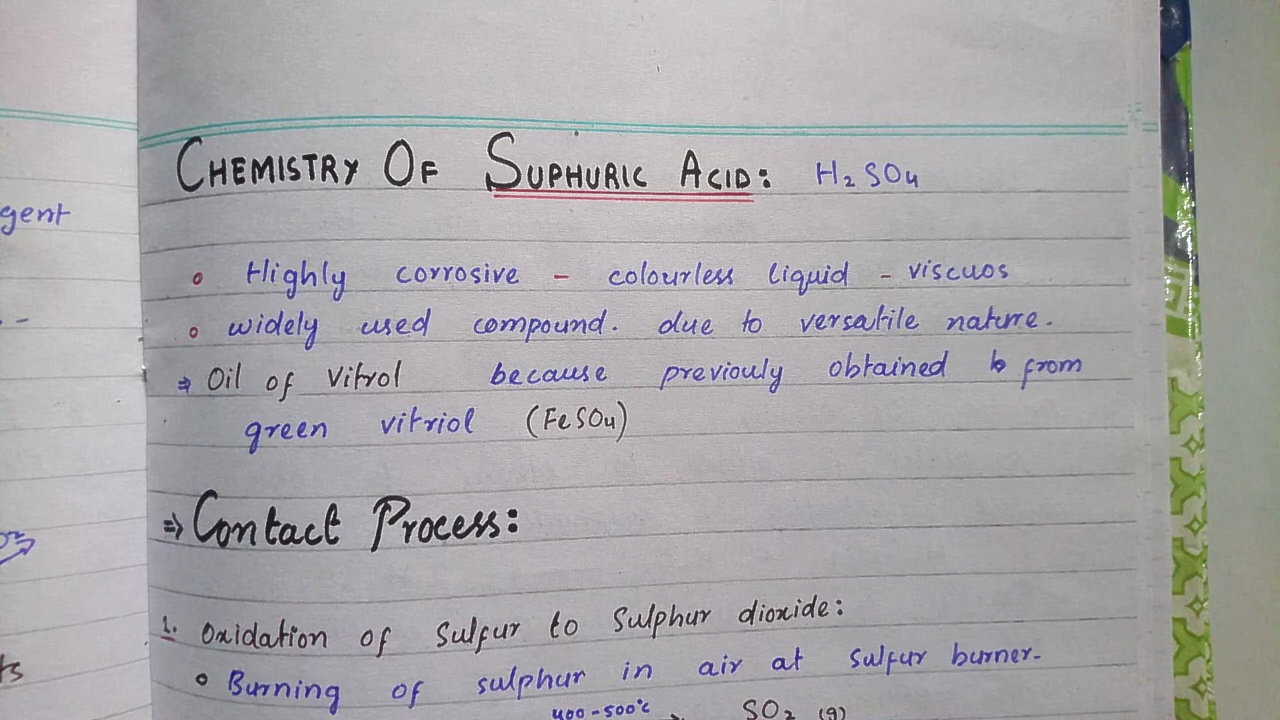 CHEMISTRY OF SUPHURIC ACID: H₂SO₄
gent
Highly corrosive - colourless liquid - viscuos
widely used compound. due to versatile nature.
⇒ Oil of Vitrol because previouly obtained from
green vitriol (FeSO₄)
⇒ Contact Process:
1. Oxidation of Sulfur to Sulphur dioxide:
Burning of sulphur in air at sulfur burner.
400-500°C → SO₂ (g)